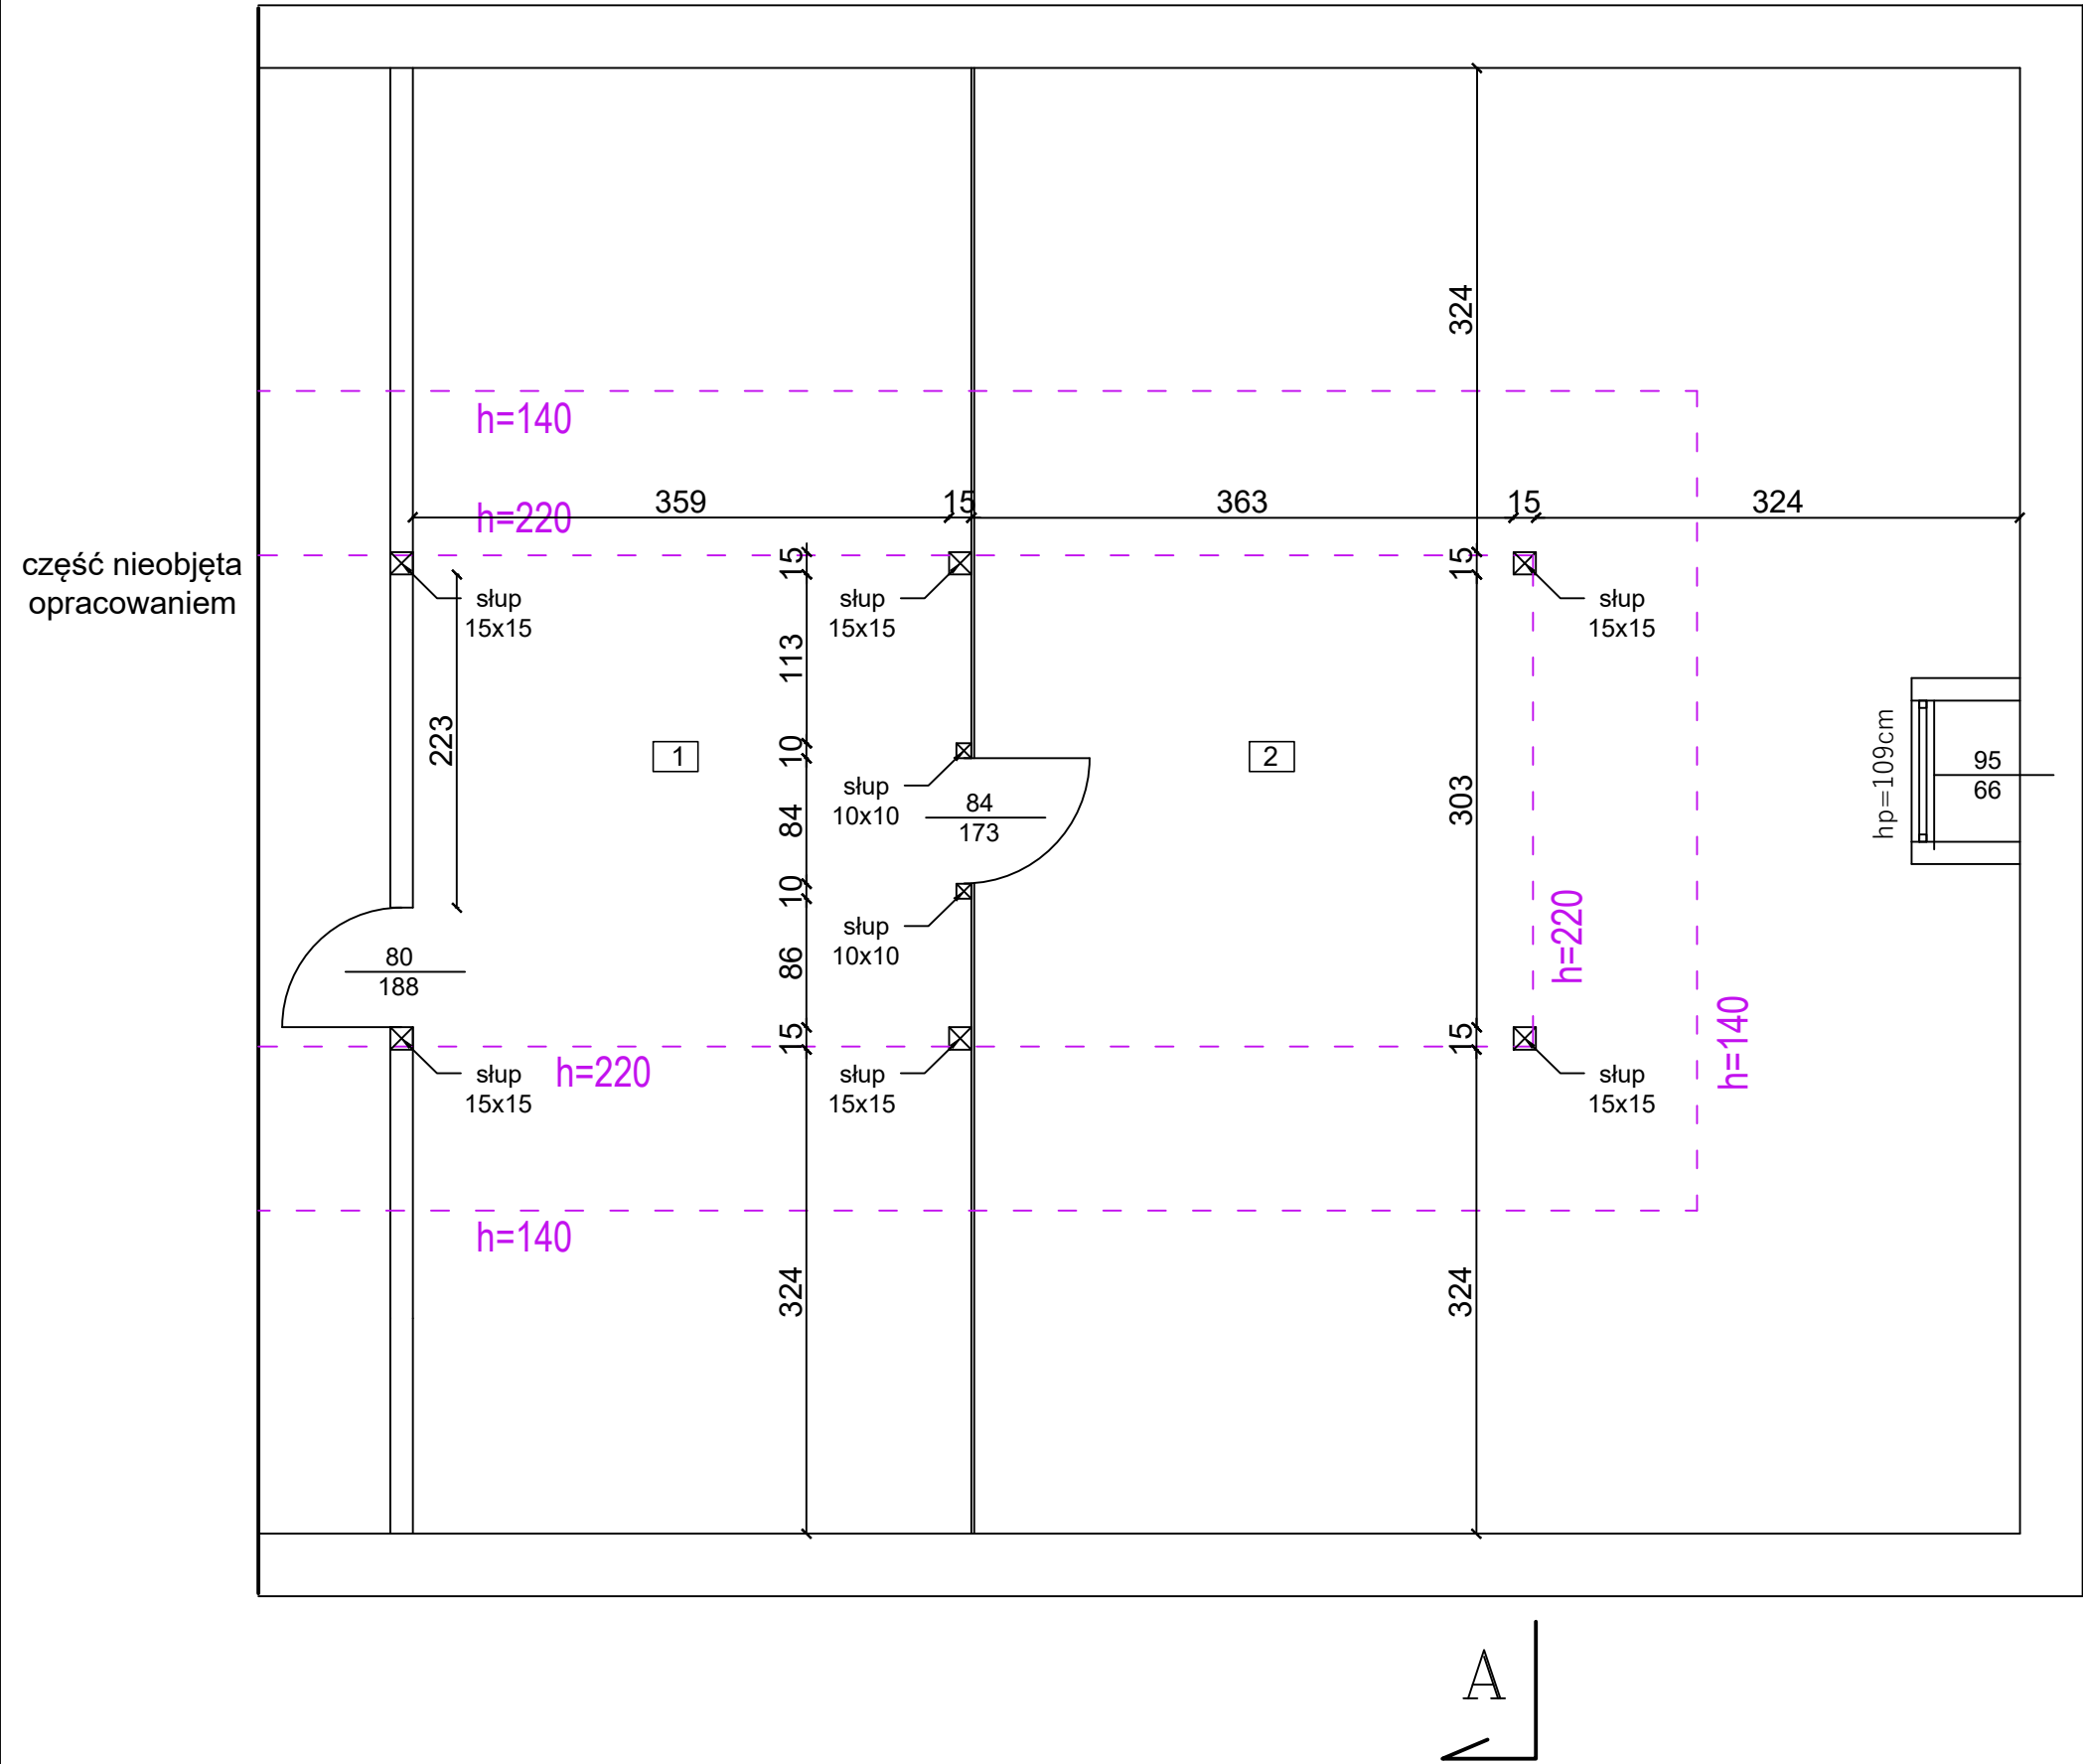 324
h=140
h=220
359
15
363
15
324
część nieobjęta
opracowaniem
15
15
słup
15x15
słup
15x15
słup
15x15
113
223
1
10
2
hp=109cm
95
66
słup
10x10
84
84
173
303
10
h=220
słup
10x10
86
80
188
15
15
h=140
słup
15x15
h=220
słup
15x15
słup
15x15
h=140
324
324
A